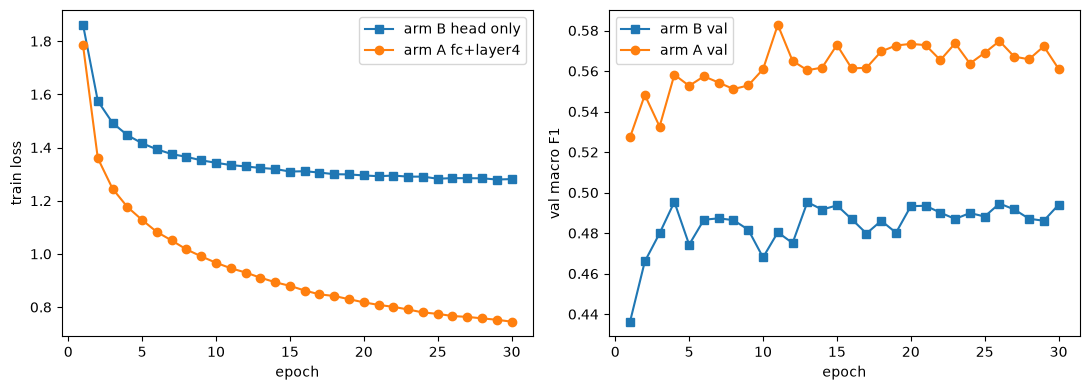 1.8
1.6
1.4
1.2
1.0
0.8
train loss
0 5 10 15 20 25 30
epoch
arm B head only
arm A fc+layer4
0.58
0.56
0.54
0.52
0.50
0.48
0.46
0.44
val macro F1
0 5 10 15 20 25 30
epoch
arm B val
arm A val